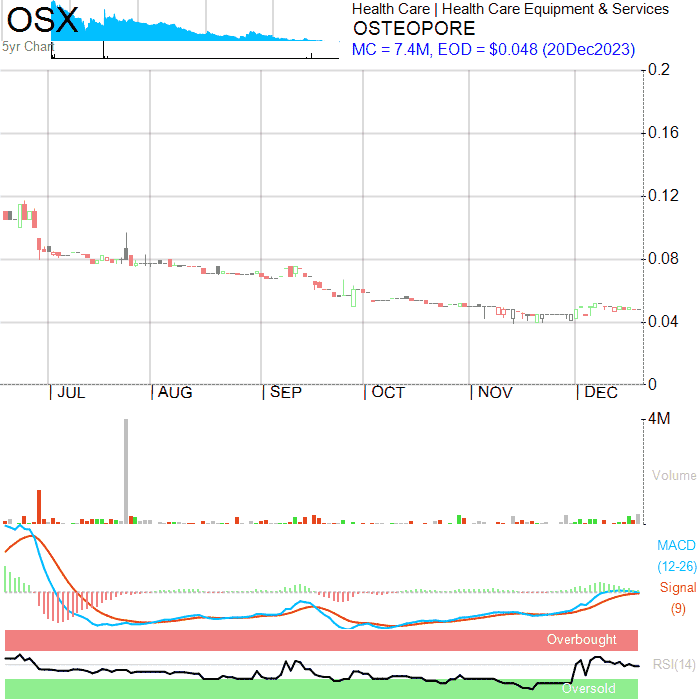 OSX
5yr Chart
Health Care | Health Care Equipment & Services
OSTEOPORE
MC = 7.4M, EOD = $0.048 (20Dec2023)
0.2
0.16
0.12
0.08
0.04
0
JUL AUG SEP OCT NOV DEC
4M
Volume
MACD
(12-26)
Signal
(9)
Overbought
RSI(14)
Oversold